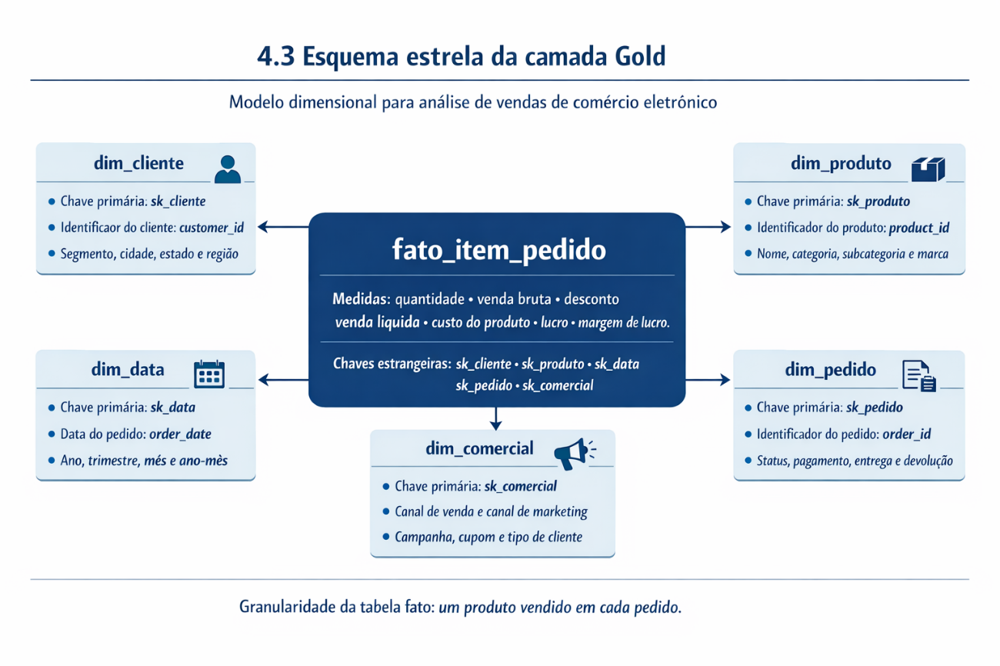 4.3 Esquema estrela da camada Gold
Modelo dimensional para análise de vendas de comércio eletrónico
dim_cliente
Chave primária: sk_cliente
Identificaor do cliente: customer_id
Segmento, cidade, estado e região
dim_produto
Chave primária: sk_produto
Identificador do produto: product_id
Nome, categoria, subcategoria e marca
fato_item_pedido
Medidas: quantidade • venda bruta • desconto
venda liquida • custo do produto • lucro • margem de lucro.
Chaves estrangeiras: sk_cliente • sk_produto • sk_data
sk_pedido • sk_comercial
dim_data
Chave primária: sk_data
Data do pedido: order_date
Ano, trimestre, més e ano-mès
dim_pedido
Chave primária: sk_pedido
Identificador do pedido: order_id
Status, pagamento, entrega e devolução
dim_comercial
Chave primária: sk_comercial
Canal de venda e canal de marketing
Campanha, cupom e tipo de cliente
Granularidade da tabela fato: um produto vendido em cada pedido.